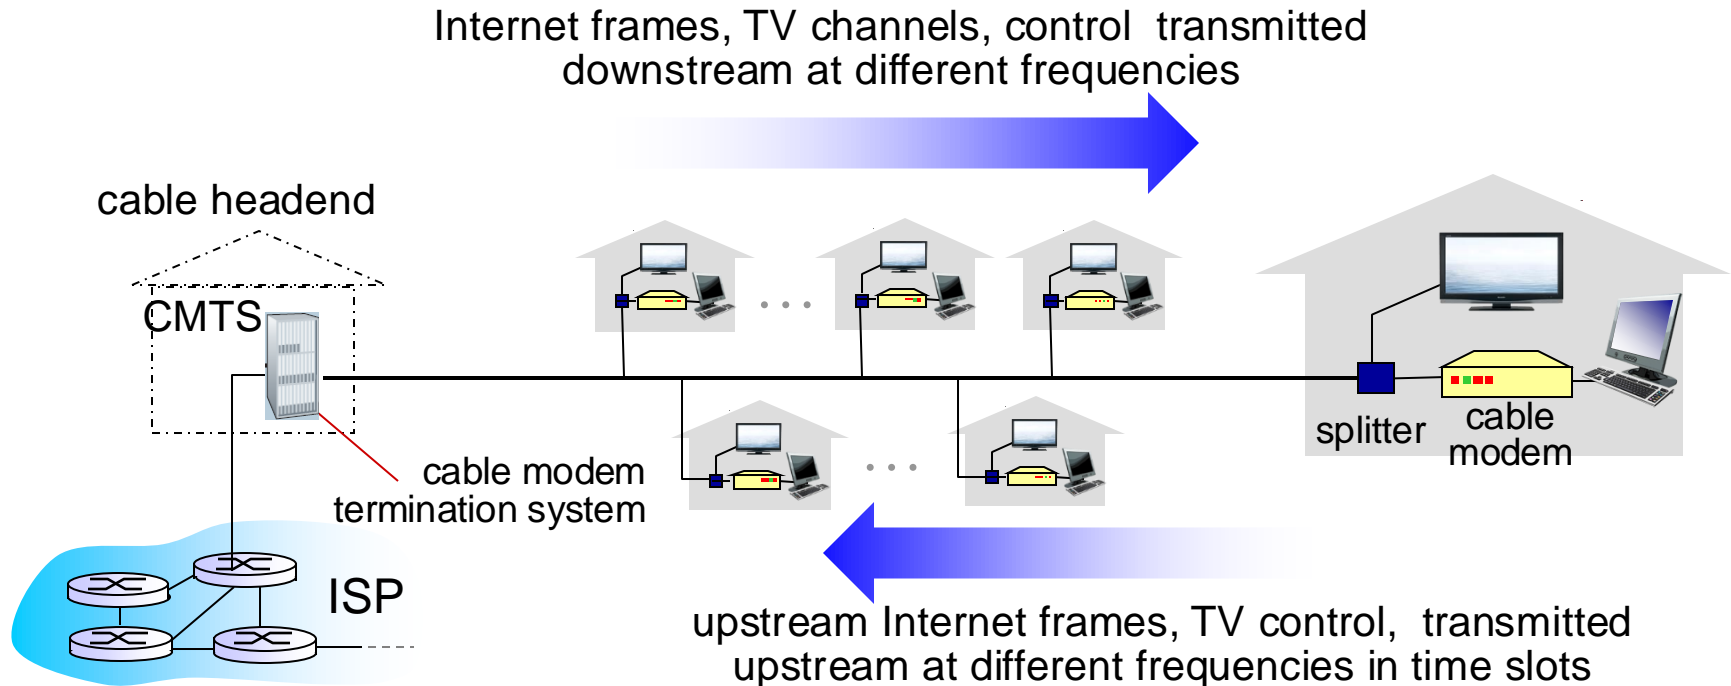 Internet frames, TV channels, control transmitted
downstream at different frequencies
cable headend
CMTS
splitter
cable
modem
cable modem
termination system
ISP
upstream Internet frames, TV control, transmitted
upstream at different frequencies in time slots